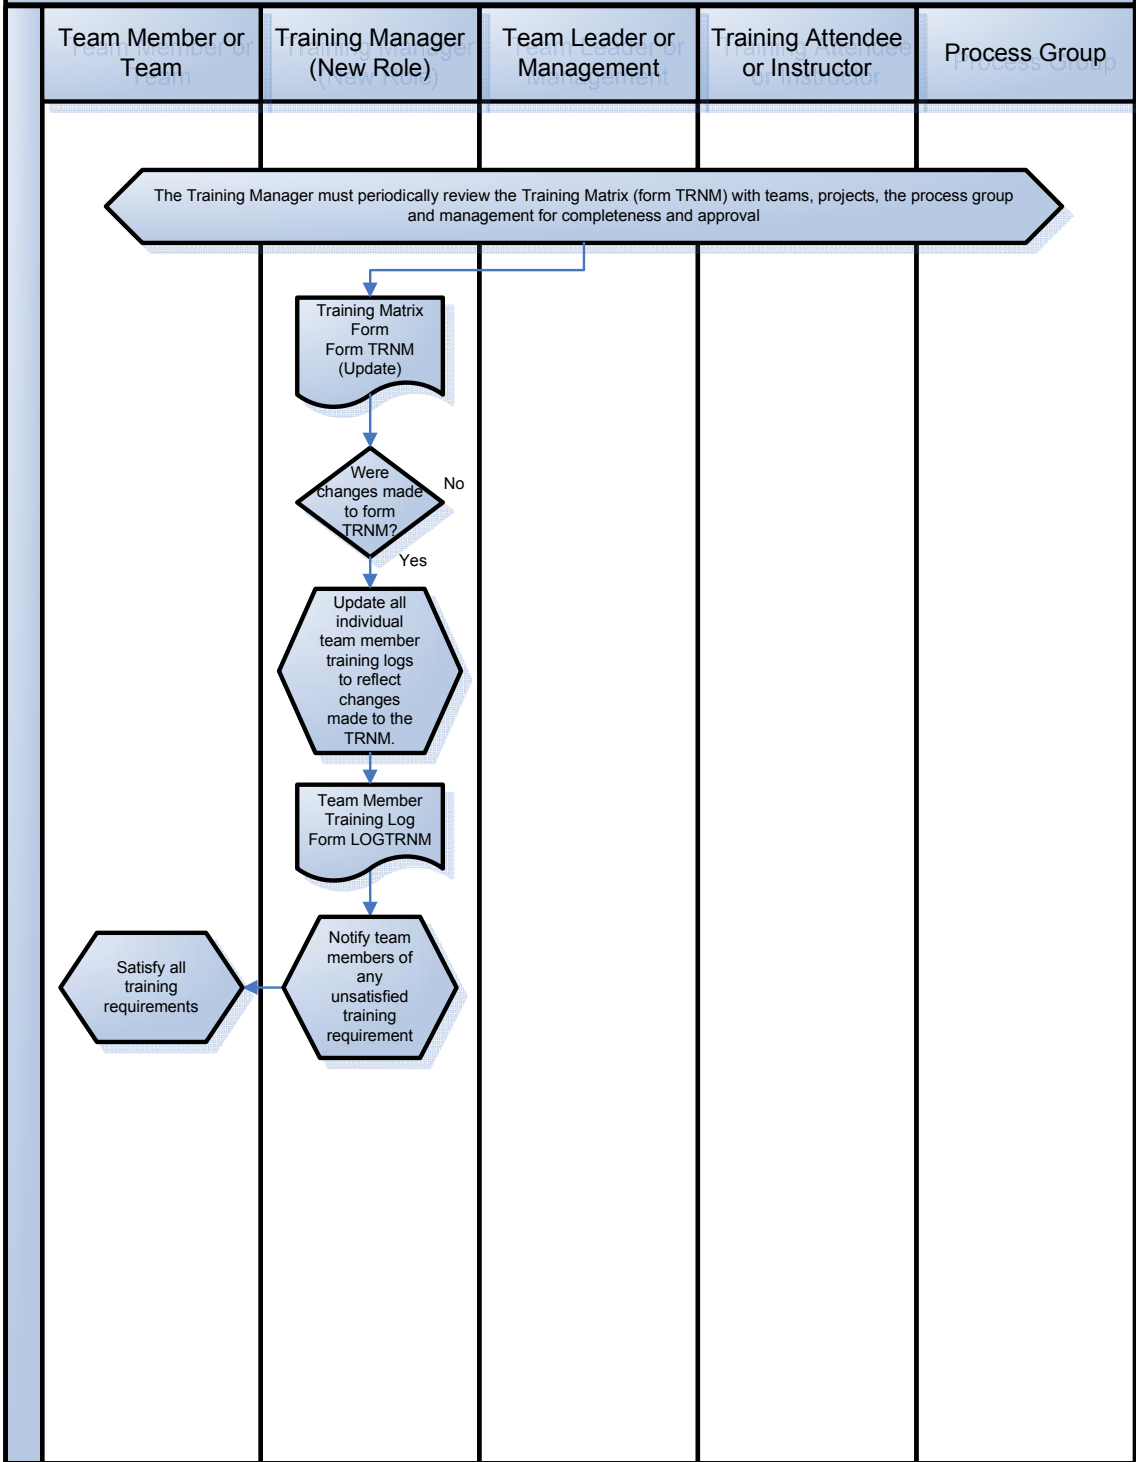 Team Member or
Team
Training Manager
(New Role)
Team Leader or
Management
Training Attendee
or Instructor
Process Group
The Training Manager must periodically review the Training Matrix (form TRNM) with teams, projects, the process group
and management for completeness and approval
Training Matrix
Form
Form TRNM
(Update)
Were
changes made
to form
TRNM?
No
Yes
Update all
individual
team member
training logs
to reflect
changes
made to the
TRNM.
Team Member
Training Log
Form LOGTRNM
Notify team
members of
any
unsatisfied
training
requirement
Satisfy all
training
requirements